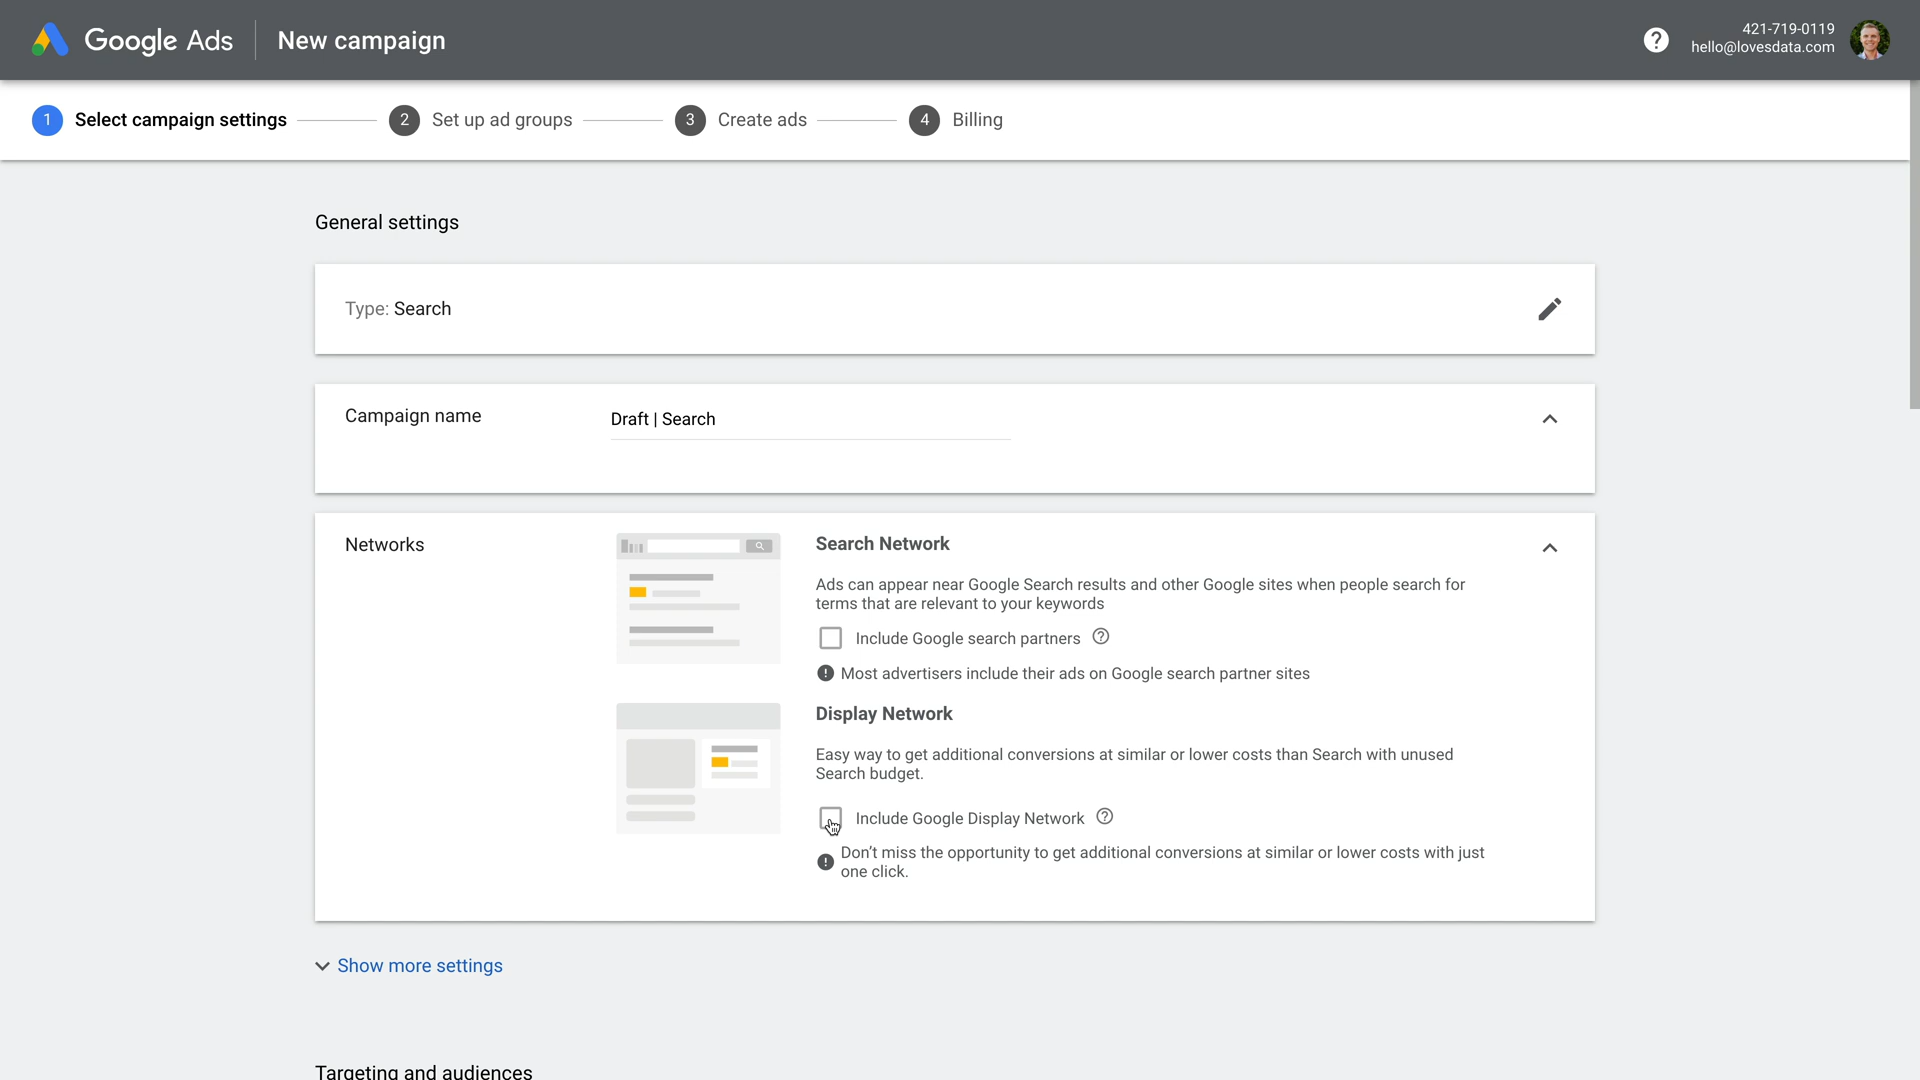 Google Ads
New campaign
?
421-719-0119
hello@lovesdata.com
1 Select campaign settings
2 Set up ad groups
3 Create ads
4 Billing
General settings
Type: Search
Campaign name
Draft | Search
Networks
Search Network
Ads can appear near Google Search results and other Google sites when people search for
terms that are relevant to your keywords
Include Google search partners ?
! Most advertisers include their ads on Google search partner sites
Display Network
Easy way to get additional conversions at similar or lower costs than Search with unused
Search budget.
Include Google Display Network ?
! Don't miss the opportunity to get additional conversions at similar or lower costs with just
one click.
Show more settings
Targeting and audiences